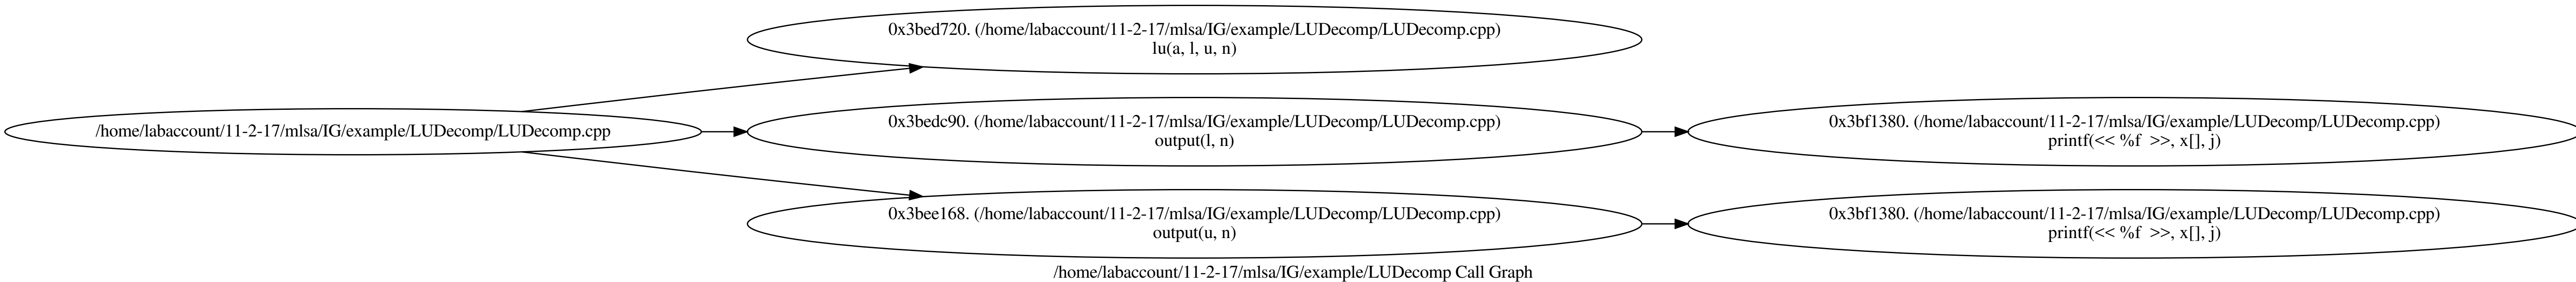 0x3bed720. (/home/labaccount/11-2-17/mlsa/IG/example/LUDecomp/LUDecomp.cpp)
lu(a, l, u, n)
/home/labaccount/11-2-17/mlsa/IG/example/LUDecomp/LUDecomp.cpp
0x3bedc90. (/home/labaccount/11-2-17/mlsa/IG/example/LUDecomp/LUDecomp.cpp)
output(l, n)
0x3bf1380. (/home/labaccount/11-2-17/mlsa/IG/example/LUDecomp/LUDecomp.cpp)
printf(<< %f  >>, x[], j)
0x3bee168. (/home/labaccount/11-2-17/mlsa/IG/example/LUDecomp/LUDecomp.cpp)
output(u, n)
0x3bf1380. (/home/labaccount/11-2-17/mlsa/IG/example/LUDecomp/LUDecomp.cpp)
printf(<< %f  >>, x[], j)
/home/labaccount/11-2-17/mlsa/IG/example/LUDecomp Call Graph